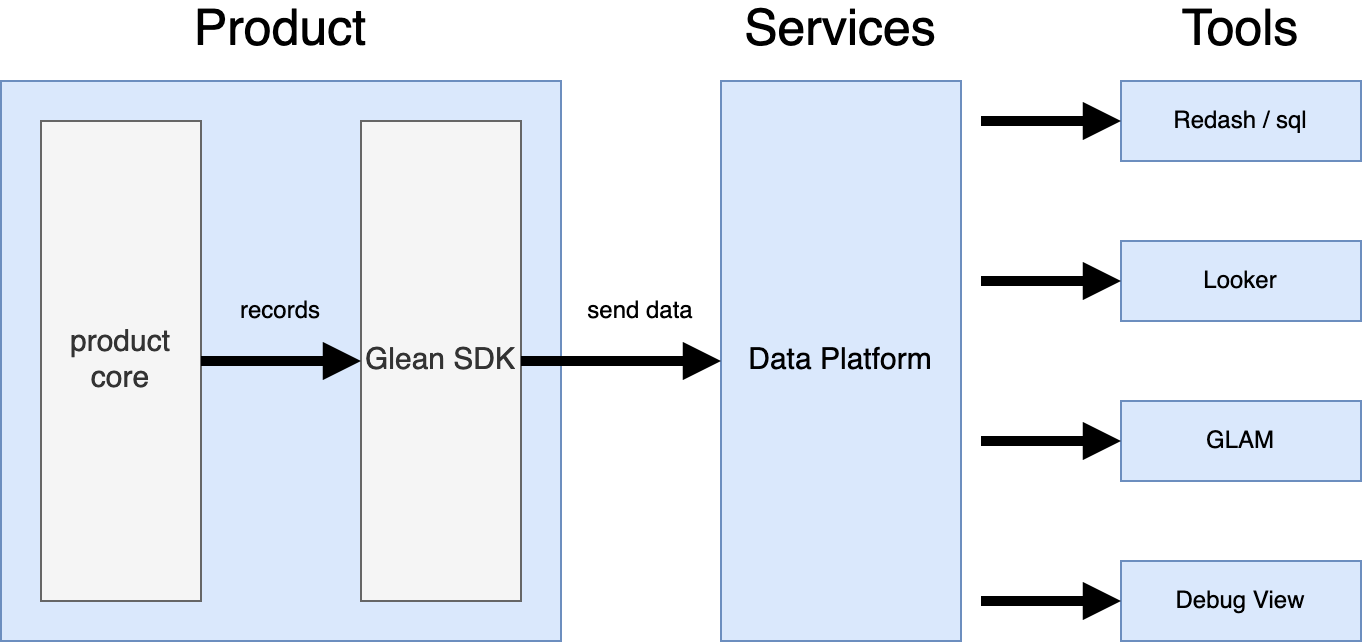 Product
Services
Tools
product
core
records
Glean SDK
send data
Data Platform
Redash / sql
Looker
GLAM
Debug View